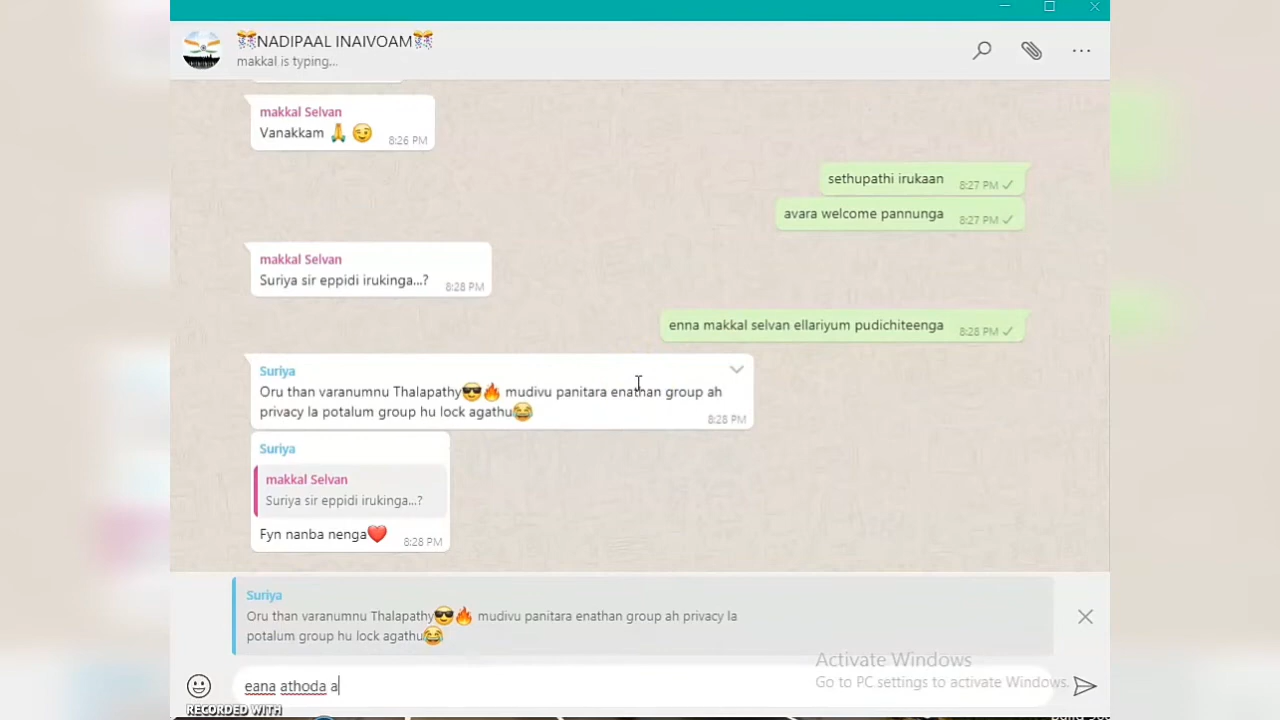 🎊NADIPAAL INAIVOAM🎊
makkal is typing...
makkal Selvan
Vanakkam 🙏 😉 8:26 PM
sethupathi irukaan 8:27 PM ✓
avara welcome pannunga 8:27 PM ✓
makkal Selvan
Suriya sir eppidi irukinga...? 8:28 PM
enna makkal selvan ellariyum pudichiteenga 8:28 PM ✓
Suriya
Oru than varanumnu Thalapathy😎🔥 mudivu panitara enathan group ah
privacy la potalum group hu lock agathu😂 8:28 PM
Suriya
makkal Selvan
Suriya sir eppidi irukinga...?
Fyn nanba nenga❤️ 8:28 PM
Suriya
Oru than varanumnu Thalapathy😎🔥 mudivu panitara enathan group ah privacy la
potalum group hu lock agathu😂
Activate Windows
Go to PC settings to activate Windows.
eana athoda a
RECORDED WITH